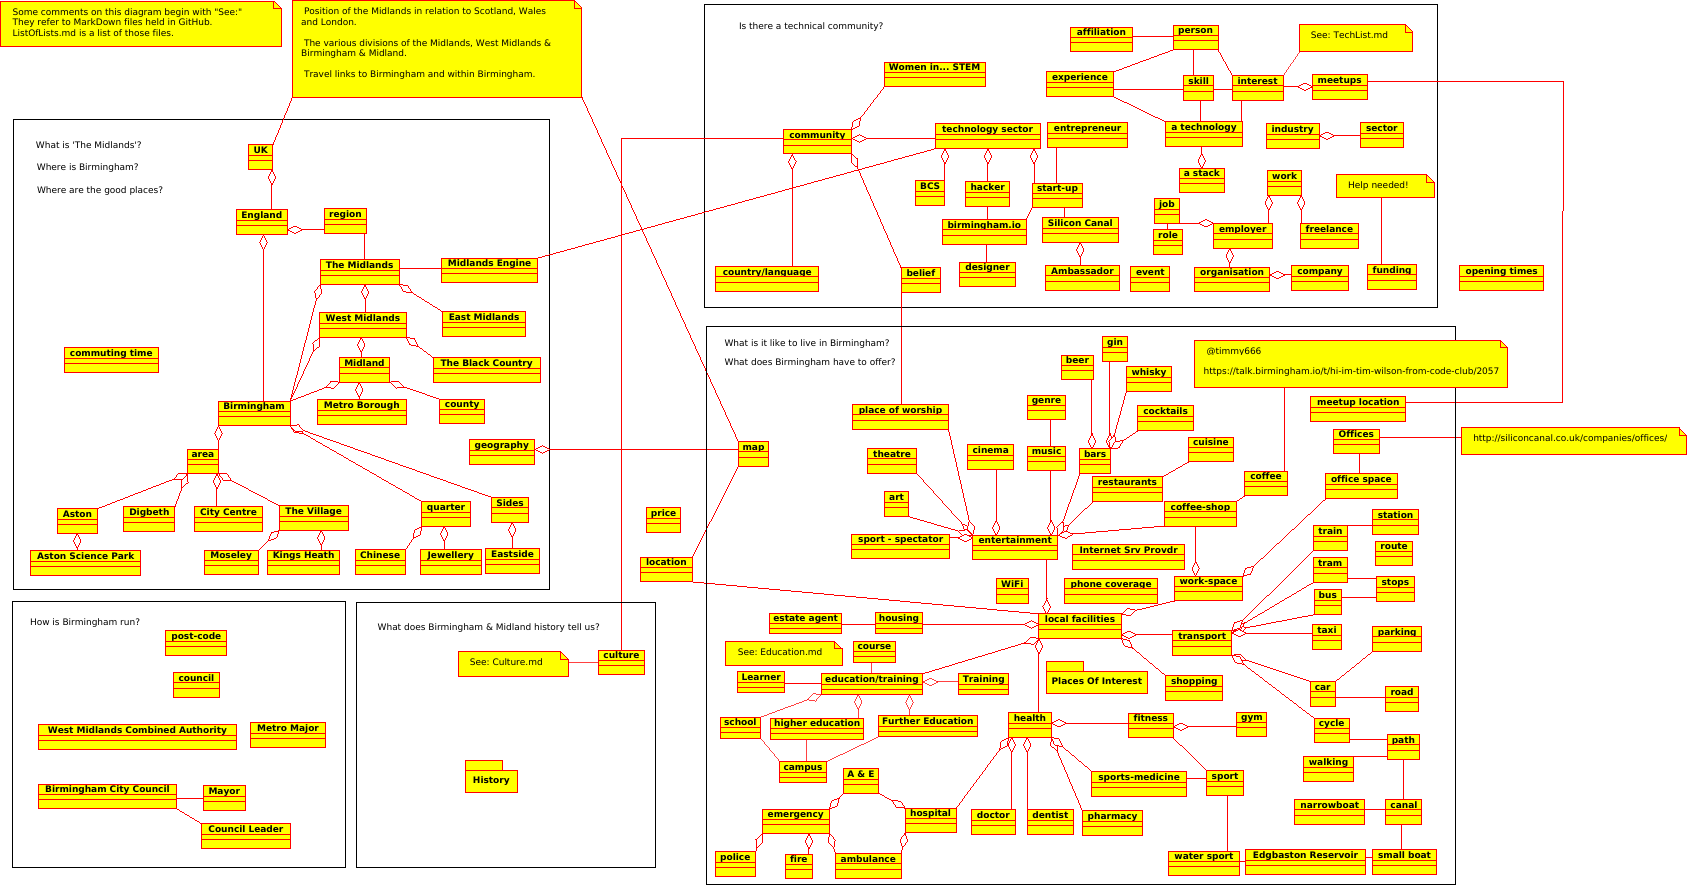 Some comments on this diagram begin with "See:"
They refer to MarkDown files held in GitHub.
ListOfLists.md is a list of those files.
Position of the Midlands in relation to Scotland, Wales
and London.
The various divisions of the Midlands, West Midlands &
Birmingham & Midland.
Travel links to Birmingham and within Birmingham.
What is 'The Midlands'?
Where is Birmingham?
Where are the good places?
UK
England
region
The Midlands
Midlands Engine
West Midlands
East Midlands
commuting time
Midland
The Black Country
Birmingham
Metro Borough
county
geography
area
Aston
Digbeth
City Centre
The Village
quarter
Sides
Aston Science Park
Moseley
Kings Heath
Chinese
Jewellery
Eastside
How is Birmingham run?
post-code
council
West Midlands Combined Authority
Metro Major
Birmingham City Council
Mayor
Council Leader
What does Birmingham & Midland history tell us?
See: Culture.md
culture
History
map
price
location
Is there a technical community?
affiliation
person
See: TechList.md
Women in... STEM
experience
skill
interest
meetups
community
technology sector
entrepreneur
a technology
industry
sector
BCS
hacker
start-up
a stack
work
Help needed!
job
birmingham.io
Silicon Canal
role
employer
freelance
country/language
belief
designer
Ambassador
event
organisation
company
funding
opening times
What is it like to live in Birmingham?
What does Birmingham have to offer?
gin
beer
whisky
@timmy666
https://talk.birmingham.io/t/hi-im-tim-wilson-from-code-club/2057
place of worship
genre
cocktails
meetup location
theatre
cinema
music
bars
cuisine
Offices
http://siliconcanal.co.uk/companies/offices/
art
restaurants
coffee
office space
coffee-shop
sport - spectator
entertainment
Internet Srv Provdr
train
station
route
WiFi
phone coverage
work-space
tram
stops
bus
estate agent
housing
local facilities
transport
taxi
parking
See: Education.md
course
Places Of Interest
Learner
education/training
Training
shopping
car
road
school
higher education
Further Education
health
fitness
gym
cycle
path
campus
A & E
sports-medicine
sport
walking
emergency
hospital
doctor
dentist
pharmacy
narrowboat
canal
police
fire
ambulance
water sport
Edgbaston Reservoir
small boat